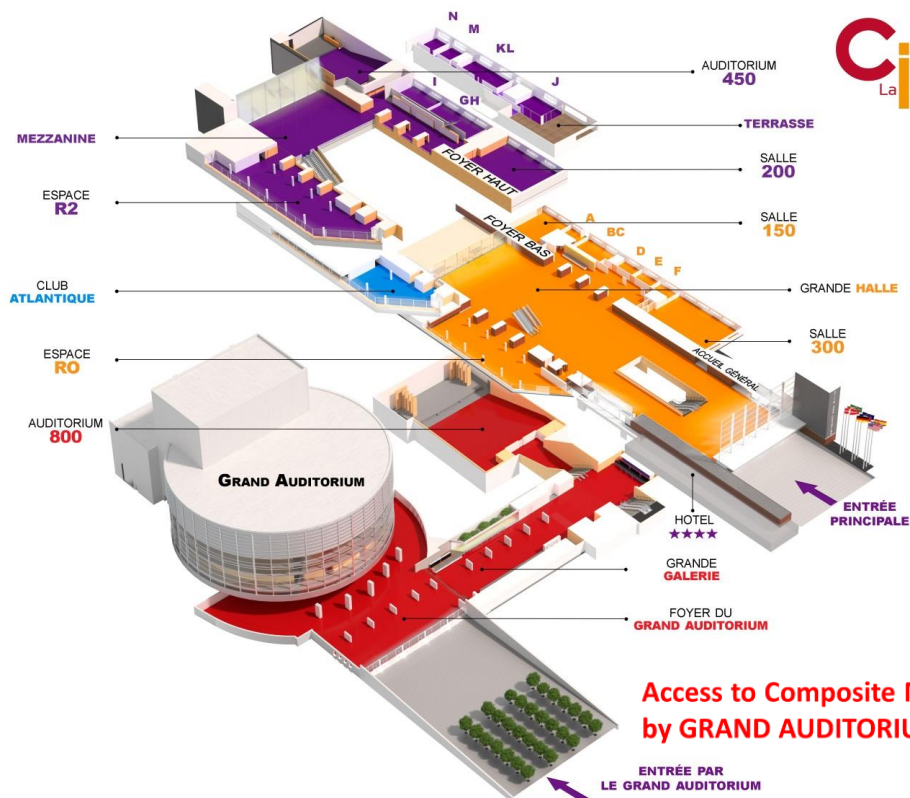 N
M
KL
J
I
GH
AUDITORIUM
450
TERRASSE
MEZZANINE
FOYER HAUT
SALLE
200
ESPACE
R2
FOYER BAS
A
BC
D
E
F
SALLE
150
CLUB
ATLANTIQUE
GRANDE HALLE
SALLE
300
ACCUEIL GÉNÉRAL
ESPACE
RO
AUDITORIUM
800
GRAND AUDITORIUM
ENTRÉE
PRINCIPALE
HOTEL
★★★★
GRANDE
GALERIE
FOYER DU
GRAND AUDITORIUM
Access to Composite
by GRAND
ENTRÉE PAR
LE GRAND AUDITORIUM
La